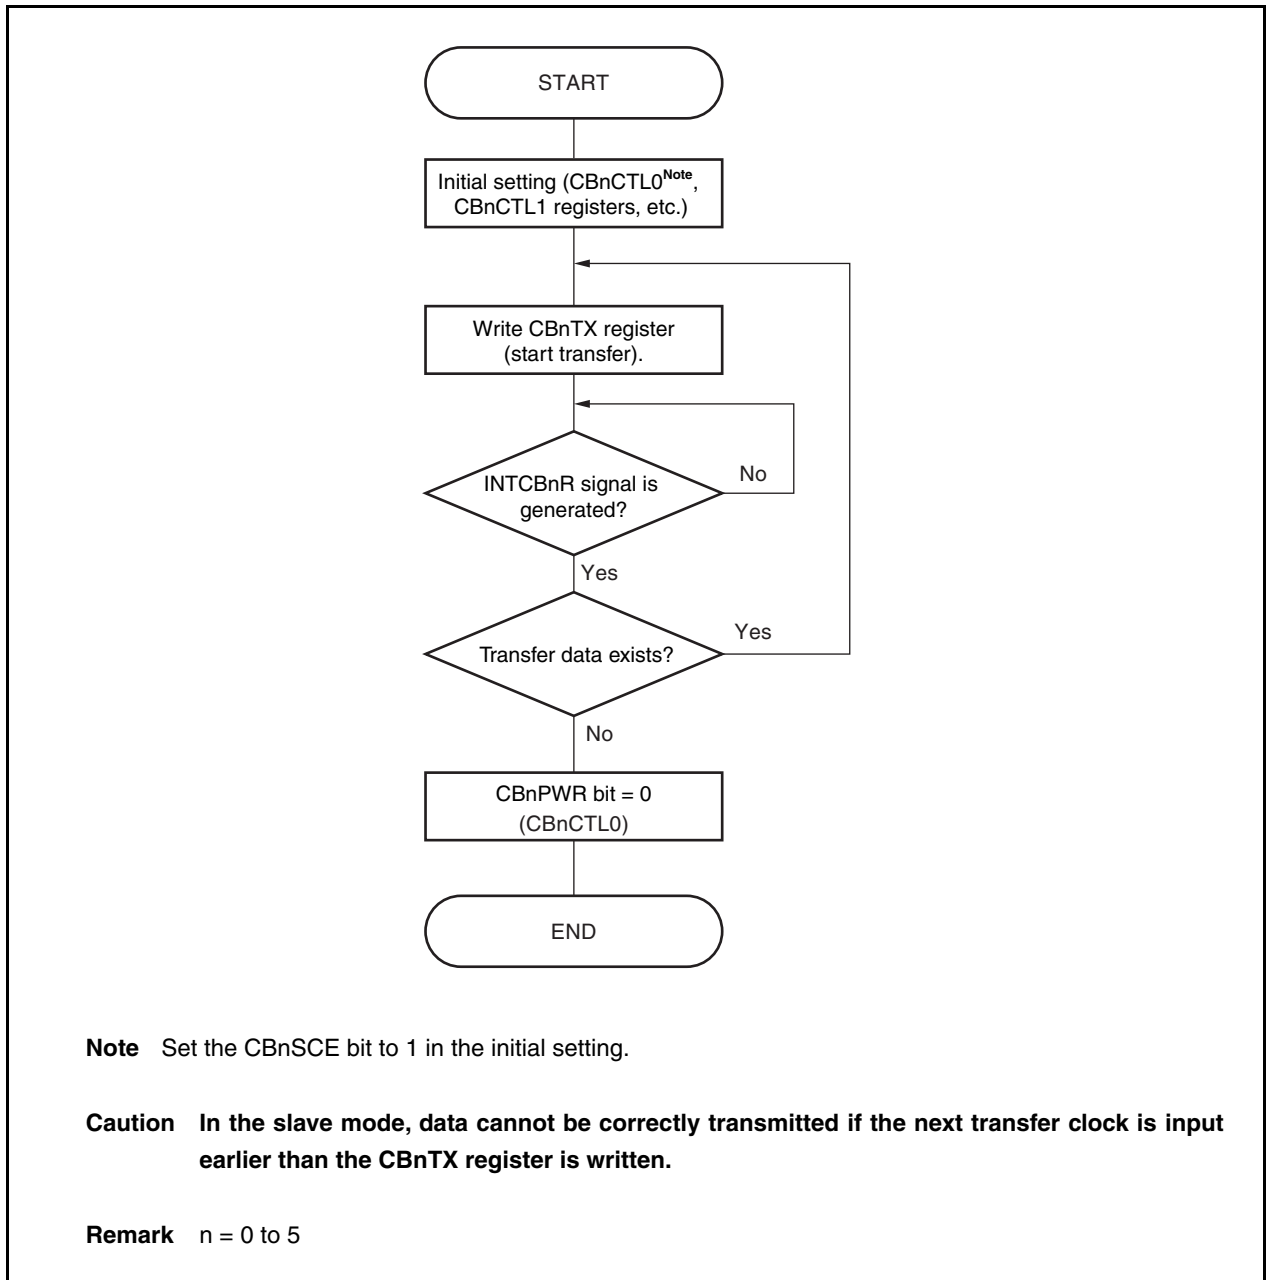 START
Initial setting (CBnCTL0Note,
CBnCTL1 registers, etc.)
Write CBnTX register
(start transfer).
INTCBnR signal is
generated?
No
Yes
Transfer data exists?
Yes
No
CBnPWR bit = 0
(CBnCTL0)
END
Note Set the CBnSCE bit to 1 in the initial setting.
Caution In the slave mode, data cannot be correctly transmitted if the next transfer clock is input
earlier than the CBnTX register is written.
Remark n = 0 to 5